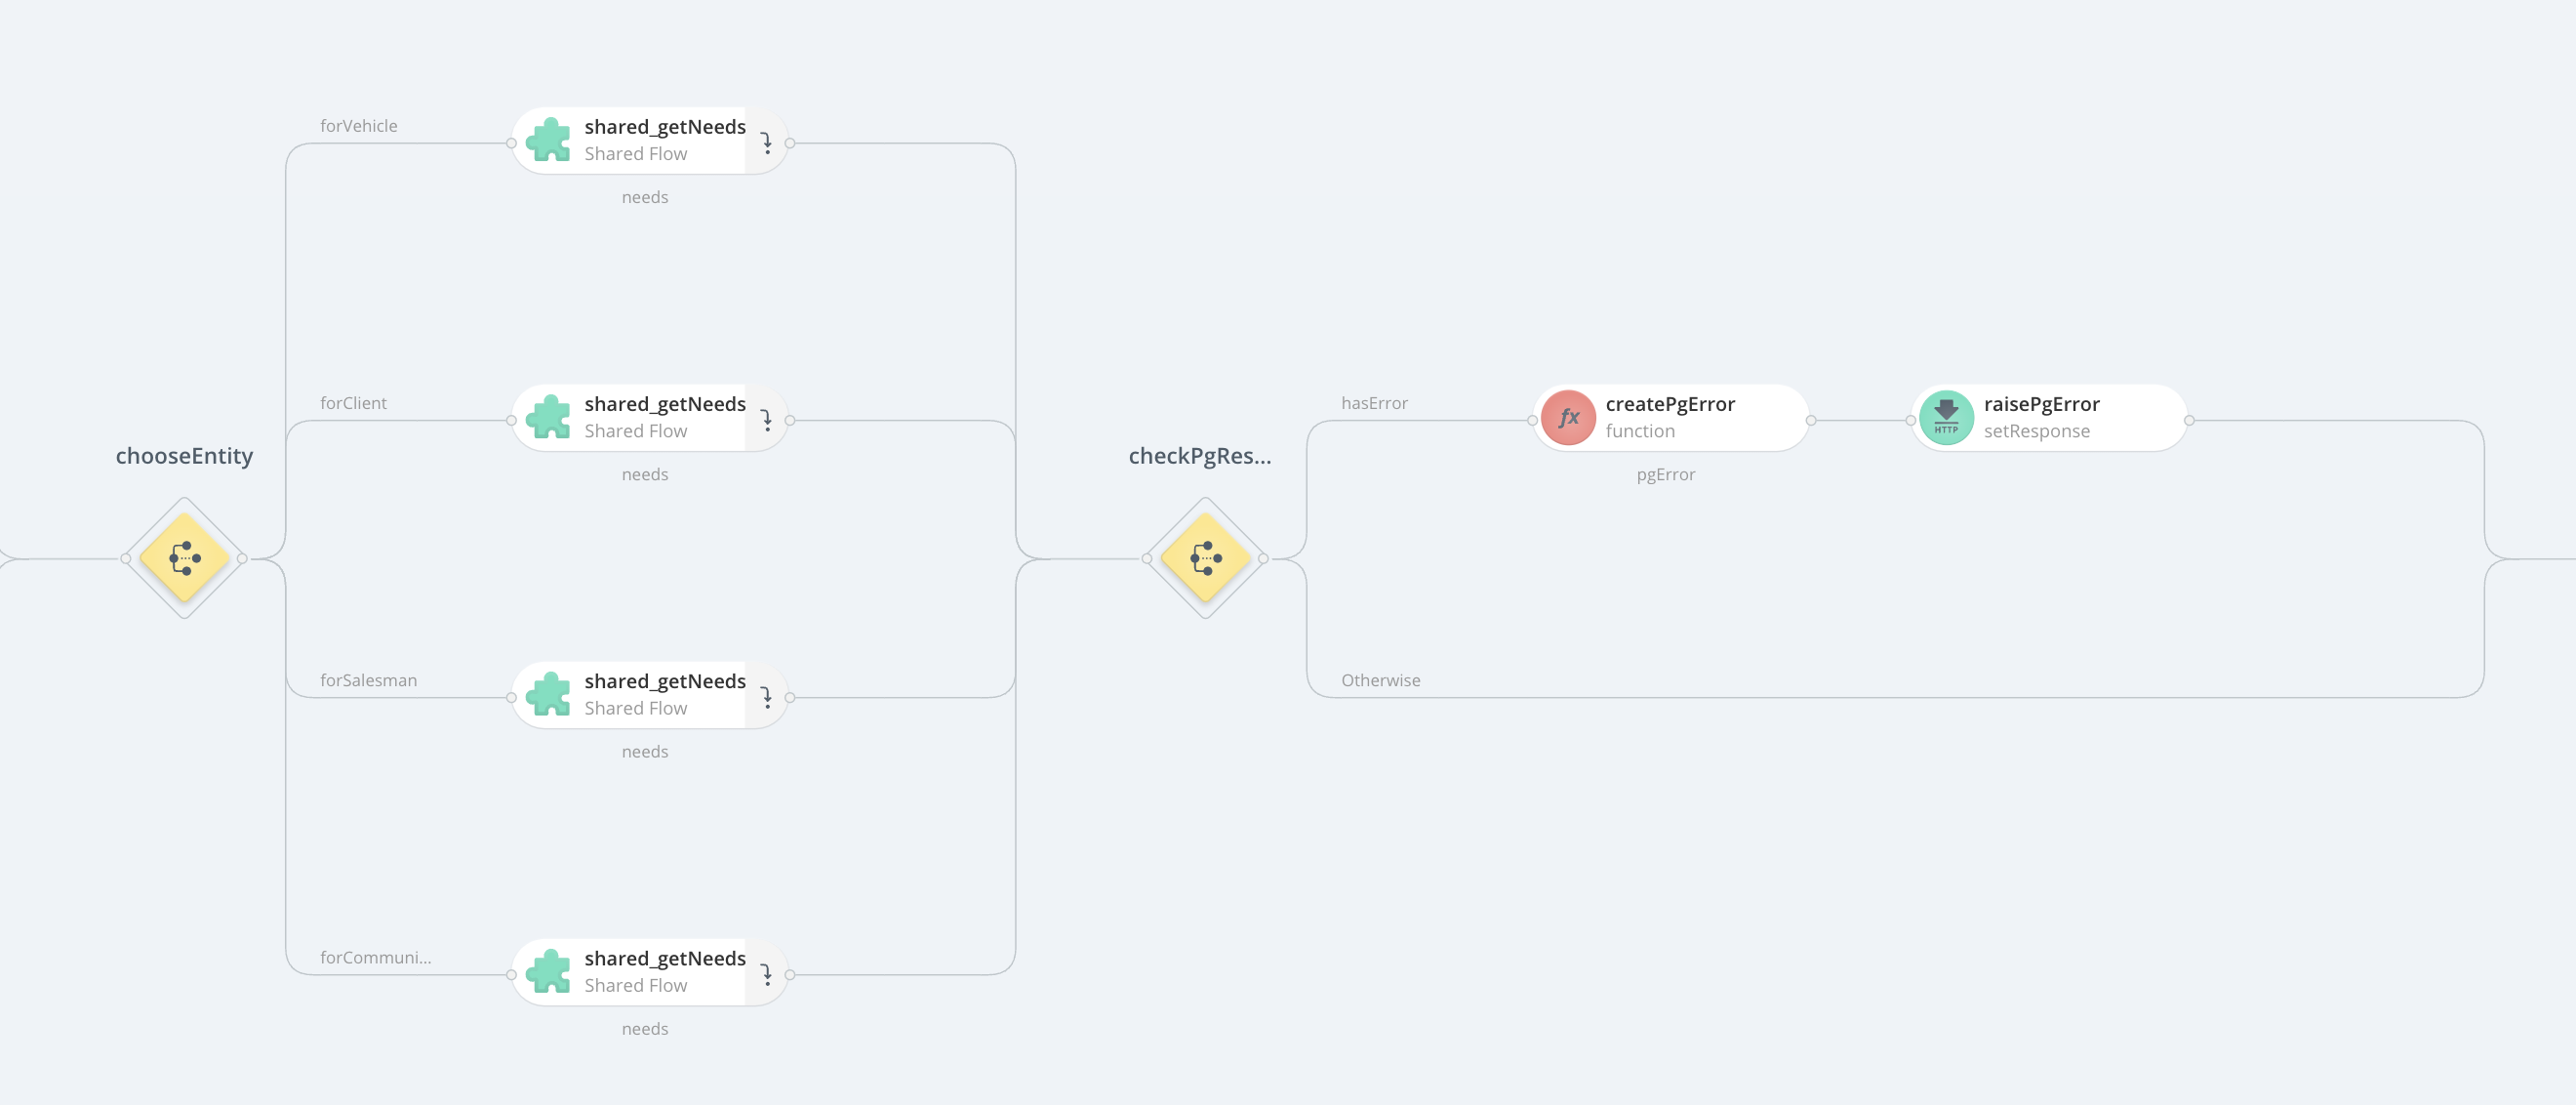 forVehicle
shared_getNeeds
Shared Flow
needs
forClient
shared_getNeeds
Shared Flow
needs
chooseEntity
forSalesman
shared_getNeeds
Shared Flow
needs
forCommuni...
shared_getNeeds
Shared Flow
needs
checkPgRes...
hasError
fx
createPgError
function
pgError
HTTP
raisePgError
setResponse
Otherwise